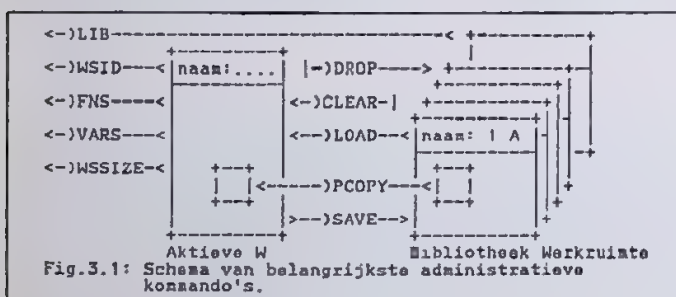 <-)LIB--------------------------------<
<-)WSID---< naam:.... |-)DROP---->
<-)FNS----< <-)CLEAR-|
<-)VARS---< <--)LOAD--< naam: 1 A
<-)WSSIZE-<
<-----)PCOPY----<
>--)SAVE-->
Aktieve W Bibliotheek Werkruimte
Fig.3.1: Schema van belangrijkste administratieve
kommando's.